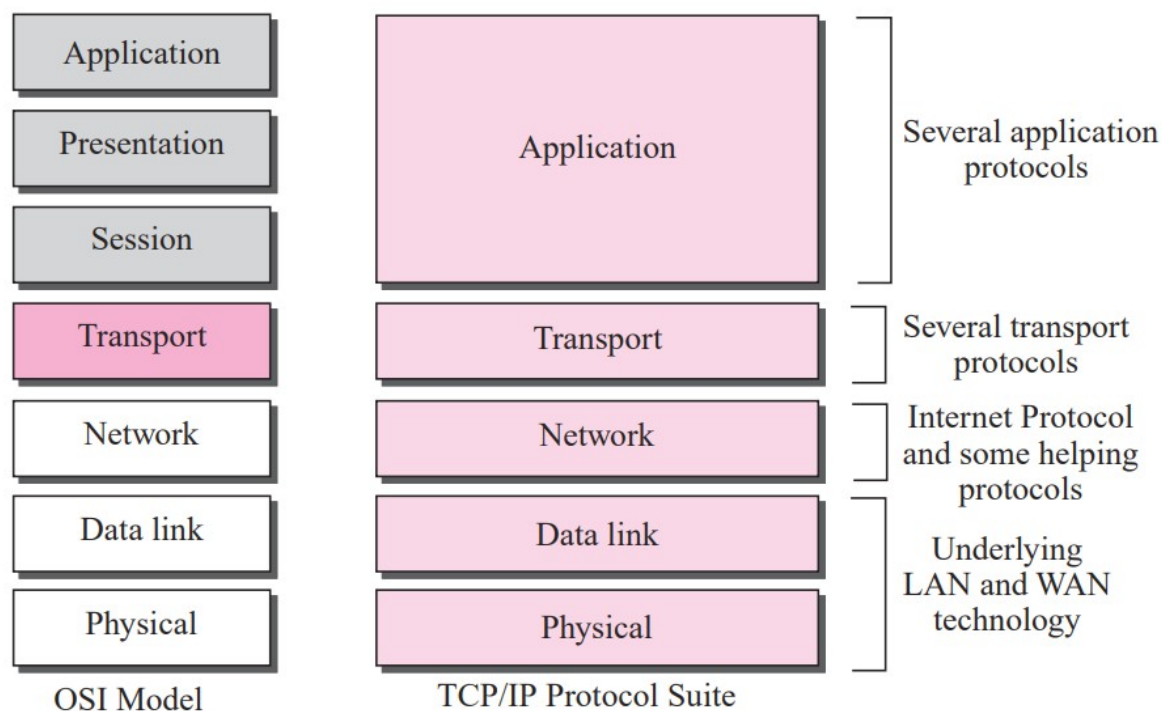 Application
Presentation
Session
Transport
Network
Data link
Physical
OSI Model
Application
Transport
Network
Data link
Physical
TCP/IP Protocol Suite
Several application
protocols
Several transport
protocols
Internet Protocol
and some helping
protocols
Underlying
LAN and WAN
technology